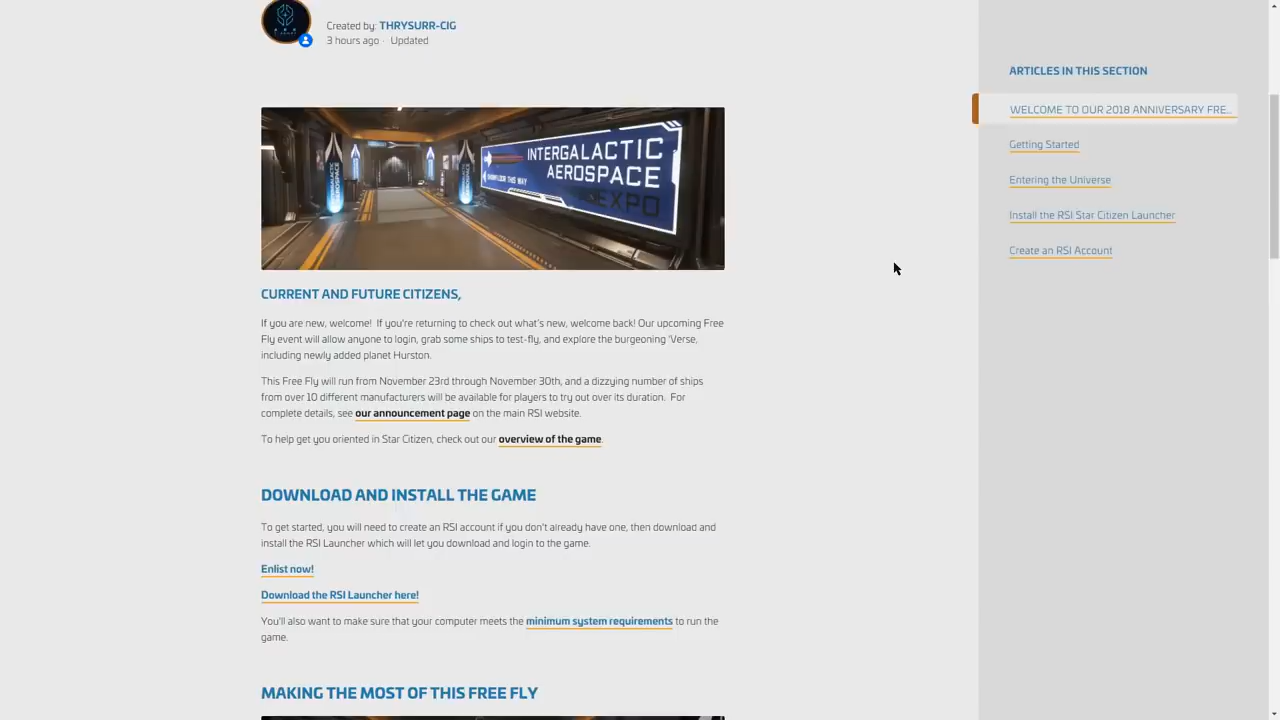 Created by: THRYSURR-CIG
3 hours ago · Updated
INTERGALACTIC
AEROSPACE
EXPO
SHOWFLOOR THIS WAY
AEROSPACE
CURRENT AND FUTURE CITIZENS,
If you are new, welcome!  If you're returning to check out what's new, welcome back! Our upcoming Free
Fly event will allow anyone to login, grab some ships to test-fly, and explore the burgeoning 'Verse,
including newly added planet Hurston.
This Free Fly will run from November 23rd through November 30th, and a dizzying number of ships
from over 10 different manufacturers will be available for players to try out over its duration.  For
complete details, see our announcement page on the main RSI website.
To help get you oriented in Star Citizen, check out our overview of the game.
DOWNLOAD AND INSTALL THE GAME
To get started, you will need to create an RSI account if you don't already have one, then download and
install the RSI Launcher which will let you download and login to the game.
Enlist now!
Download the RSI Launcher here!
You'll also want to make sure that your computer meets the minimum system requirements to run the
game.
MAKING THE MOST OF THIS FREE FLY
ARTICLES IN THIS SECTION
WELCOME TO OUR 2018 ANNIVERSARY FRE...
Getting Started
Entering the Universe
Install the RSI Star Citizen Launcher
Create an RSI Account